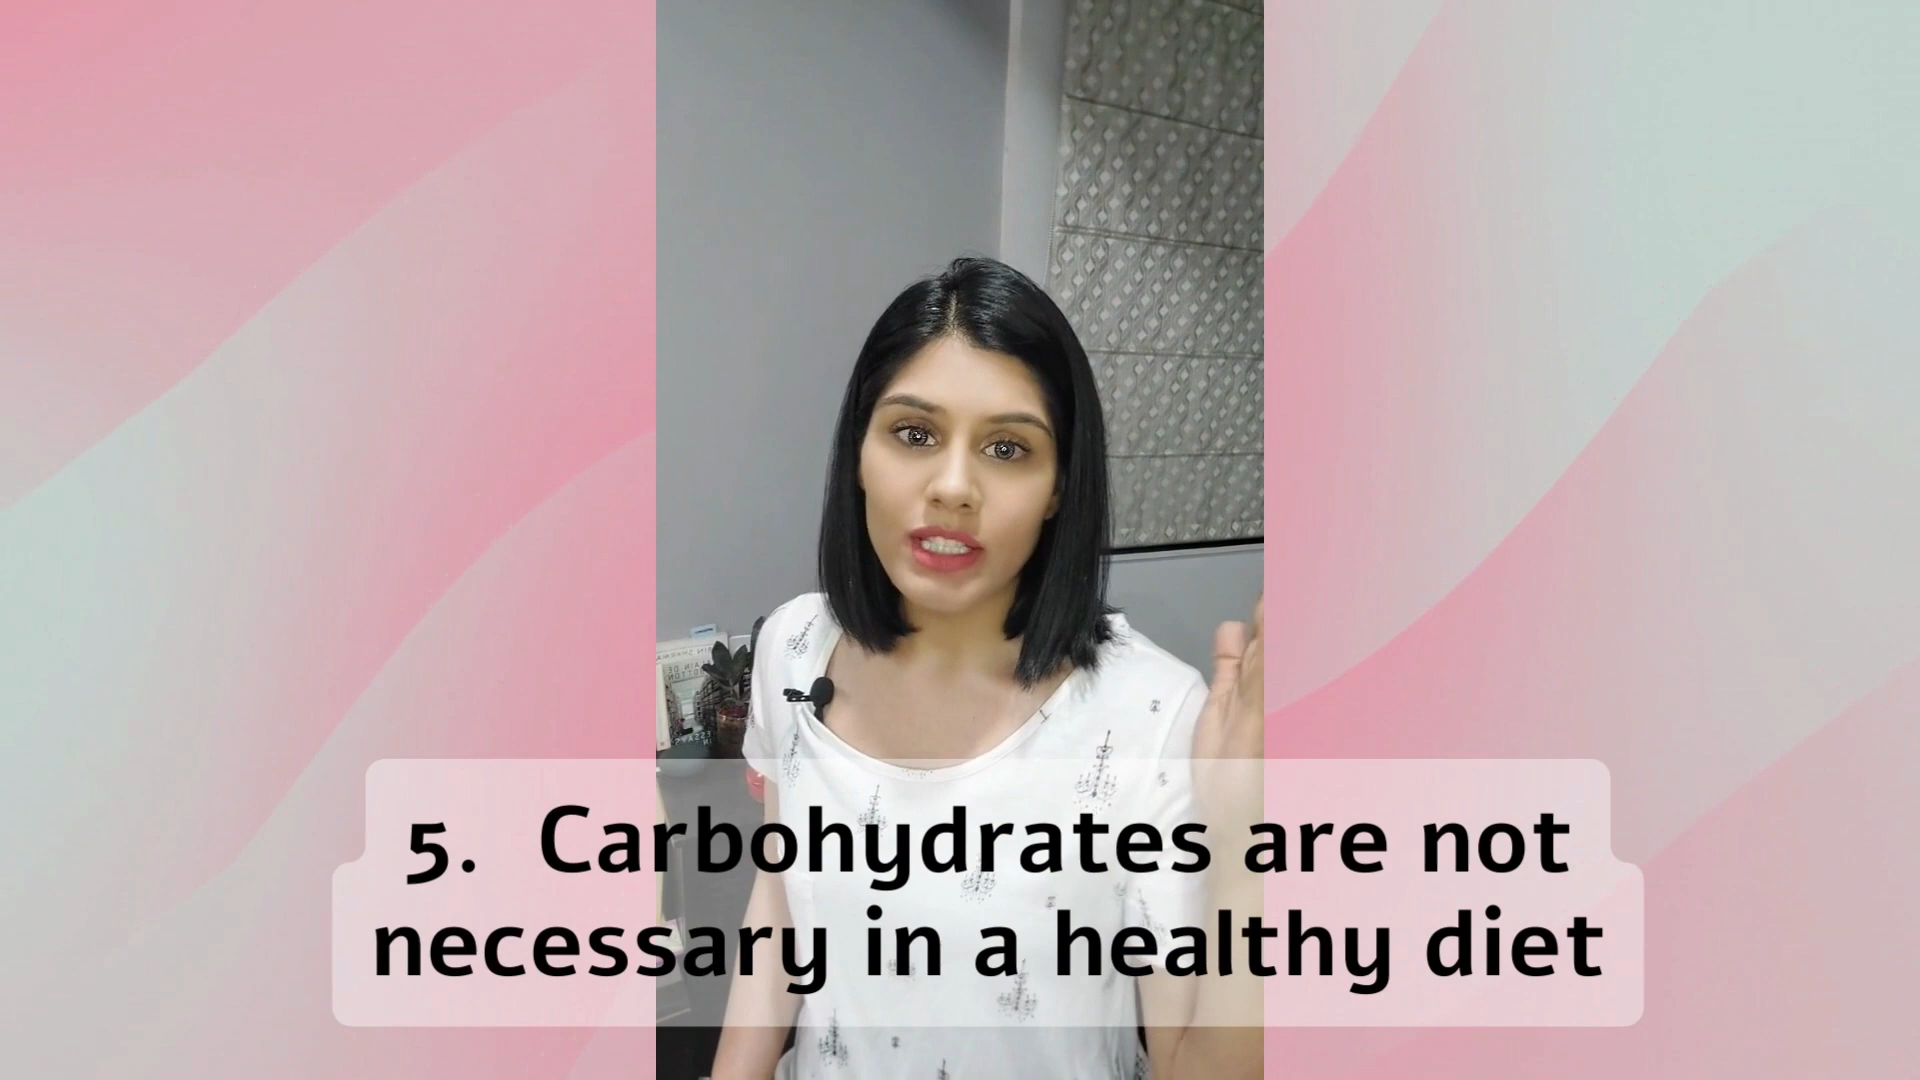 5. Carbohydrates are not
necessary in a healthy diet